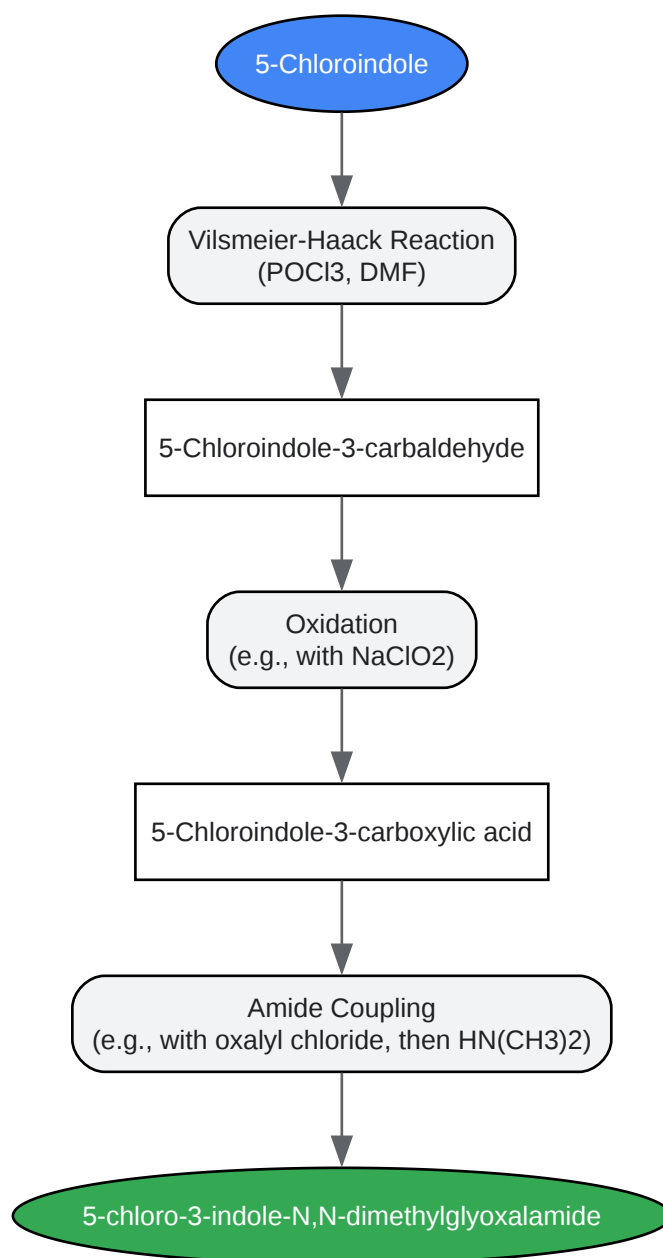 5-Chloroindole
Vilsmeier-Haack Reaction
(POCl3, DMF)
5-Chloroindole-3-carbaldehyde
Oxidation
(e.g., with NaClO2)
5-Chloroindole-3-carboxylic acid
Amide Coupling
(e.g., with oxalyl chloride, then HN(CH3)2)
5-chloro-3-indole-N,N-dimethylglyoxalamide